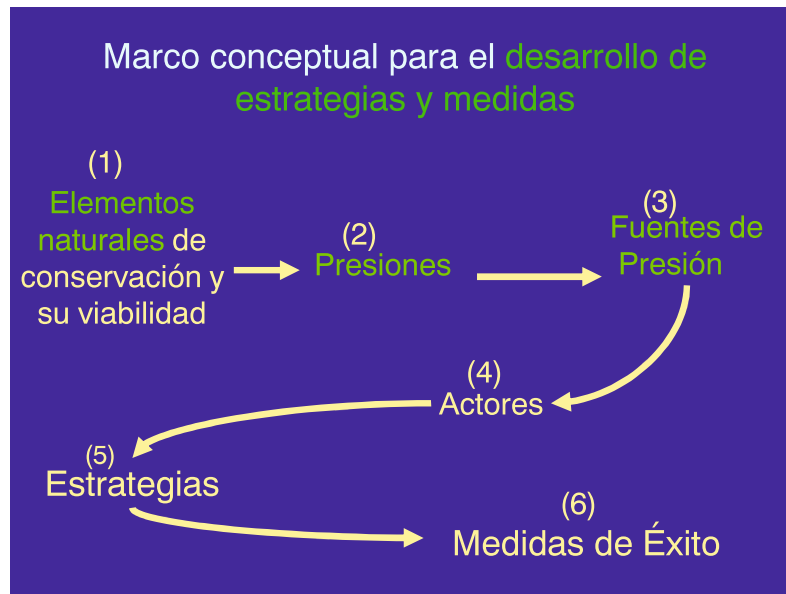 Marco conceptual para el desarrollo de
estrategias y medidas
(1)
Elementos
naturales de
conservación y
su viabilidad
(2)
Presiones
(3)
Fuentes de
Presión
(4)
Actores
(5)
Estrategias
(6)
Medidas de Éxito